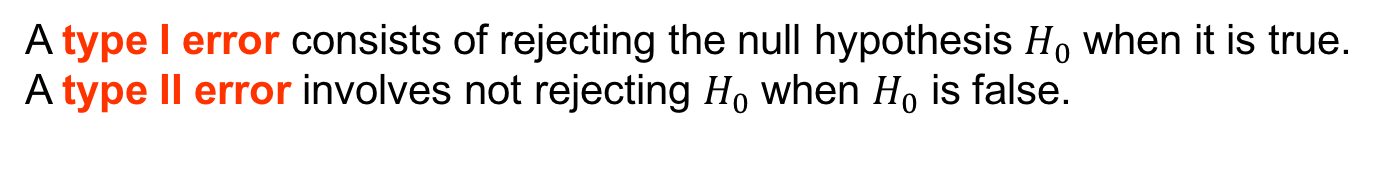 A type I error consists of rejecting the null hypothesis H₀ when it is true.
A type II error involves not rejecting H₀ when H₀ is false.